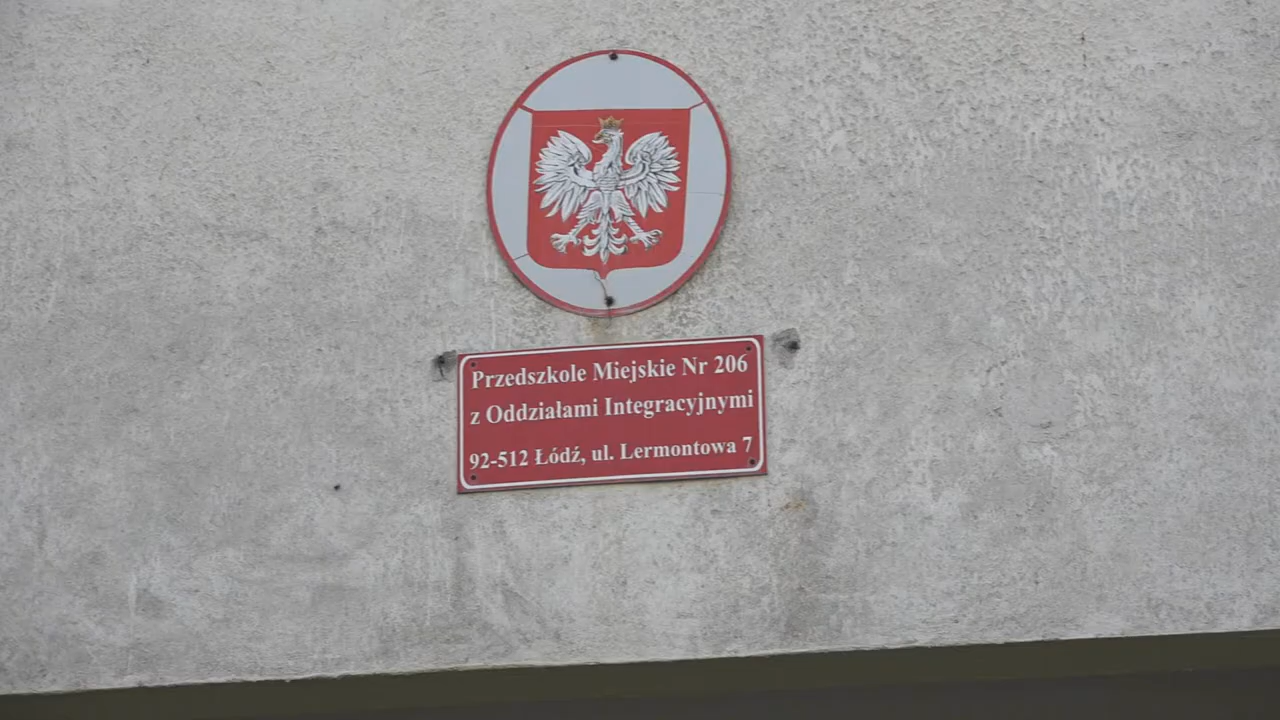 Przedszkole Miejskie Nr 206
z Oddziałami Integracyjnymi
92-512 Łódź, ul. Lermontowa 7